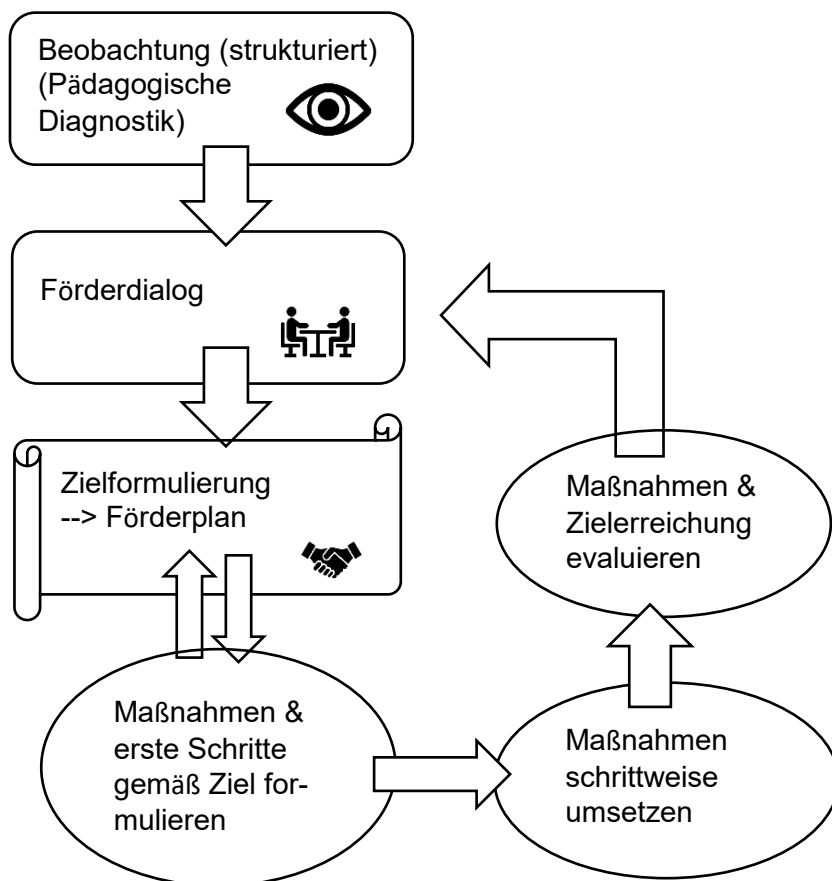 Beobachtung (strukturiert)
(Pädagogische
Diagnostik)
Förderdialog
Zielformulierung
--> Förderplan
Maßnahmen &
erste Schritte
gemäß Ziel for-
mulieren
Maßnahmen
schrittweise
umsetzen
Maßnahmen &
Zielerreichung
evaluieren